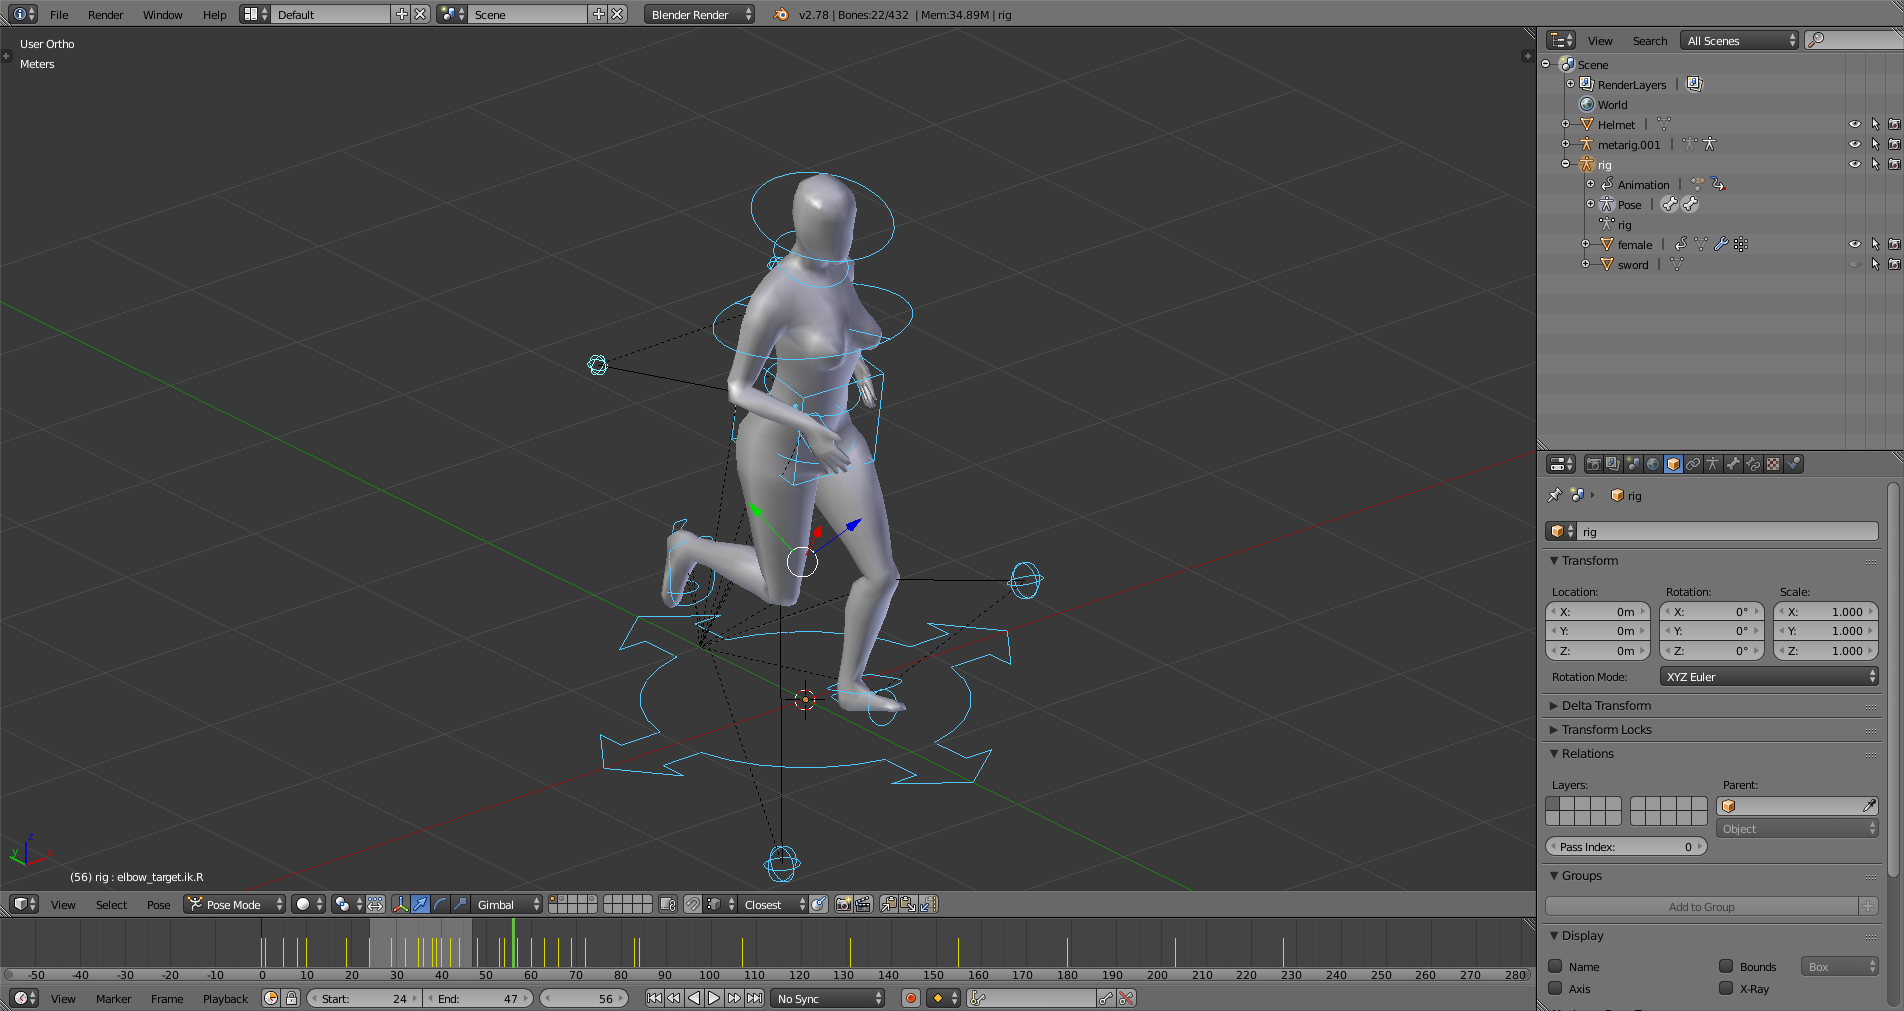 File Render Window Help Default Scene Blender Render v2.78 | Bones:22/432 | Mem:34.89M | rig
User Ortho
Meters
(56) rig : elbow_target.ik.R
View Select Pose Pose Mode Gimbal Closest
-50 -40 -30 -20 -10 0 10 20 30 40 50 60 70 80 90 100 110 120 130 140 150 160 170 180 190 200 210 220 230 240 250 260 270 280
View Marker Frame Playback Start: 24 End: 47 56 No Sync
View Search All Scenes
Scene
RenderLayers |
World
Helmet |
metarig.001 |
rig
Animation |
Pose |
rig
female |
sword |
rig
rig
Transform
Location: Rotation: Scale:
X: 0m X: 0° X: 1.000
Y: 0m Y: 0° Y: 1.000
Z: 0m Z: 0° Z: 1.000
Rotation Mode: XYZ Euler
Delta Transform
Transform Locks
Relations
Layers: Parent:
Object
Pass Index: 0
Groups
Add to Group
Display
Name Bounds Box
Axis X-Ray